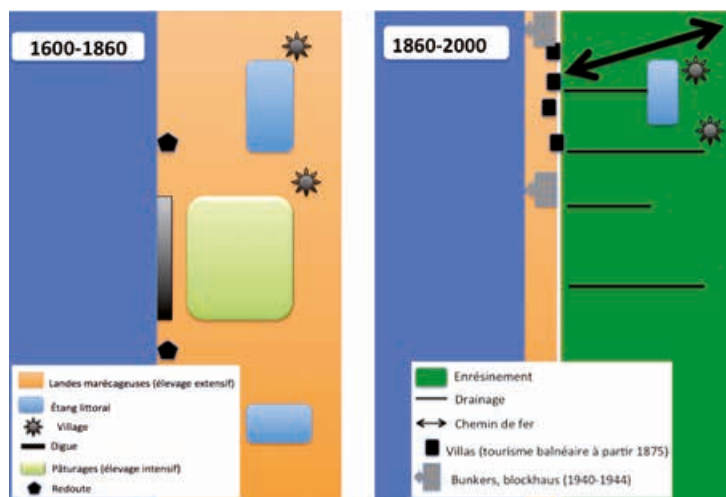 1600-1860
Landes marécageuses (élevage extensif)
Étang littoral
Village
Digue
Pâturages (élevage intensif)
Redoute
1860-2000
Enrésinement
Drainage
Chemin de fer
Villas (tourisme balnéaire à partir 1875)
Bunkers, blockhaus (1940-1944)